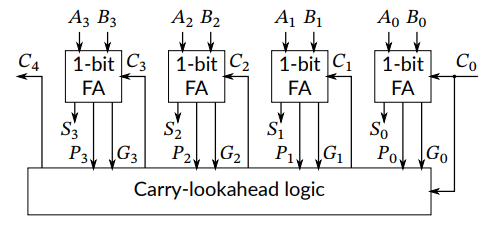 A₃ B₃ A₂ B₂ A₁ B₁ A₀ B₀
C₄ 1-bit FA C₃ 1-bit FA C₂ 1-bit FA C₁ 1-bit FA C₀
S₃ S₂ S₁ S₀
P₃ G₃ P₂ G₂ P₁ G₁ P₀ G₀
Carry-lookahead logic